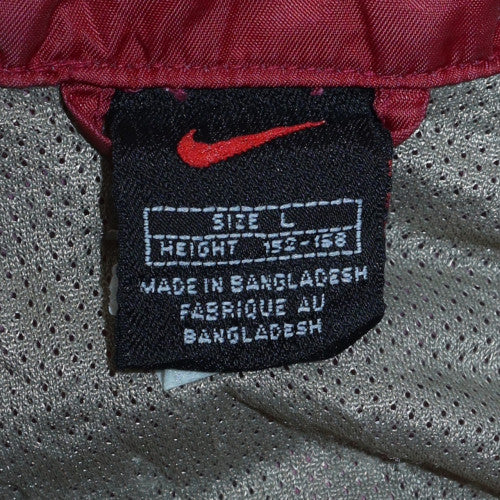 SIZE L
HEIGHT 152-158
MADE IN BANGLADESH
FABRIQUE AU
BANGLADESH